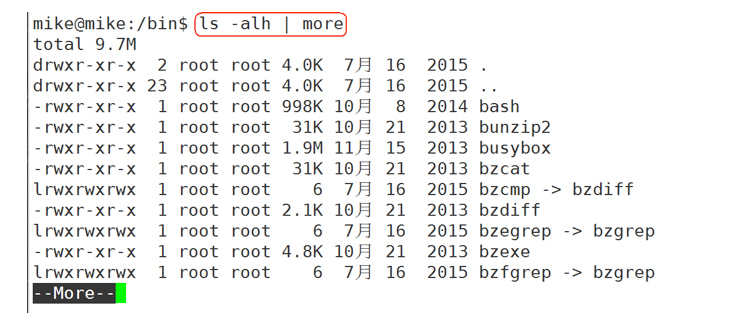 mike@mike:/bin$ ls -alh | more
total 9.7M
drwxr-xr-x  2 root root 4.0K  7月 16  2015 .
drwxr-xr-x 23 root root 4.0K  7月 16  2015 ..
-rwxr-xr-x  1 root root 998K 10月  8  2014 bash
-rwxr-xr-x  1 root root  31K 10月 21  2013 bunzip2
-rwxr-xr-x  1 root root 1.9M 11月 15  2013 busybox
-rwxr-xr-x  1 root root  31K 10月 21  2013 bzcat
lrwxrwxrwx  1 root root    6  7月 16  2015 bzcmp -> bzdiff
-rwxr-xr-x  1 root root 2.1K 10月 21  2013 bzdiff
lrwxrwxrwx  1 root root    6  7月 16  2015 bzegrep -> bzgrep
-rwxr-xr-x  1 root root 4.8K 10月 21  2013 bzexe
lrwxrwxrwx  1 root root    6  7月 16  2015 bzfgrep -> bzgrep
--More--